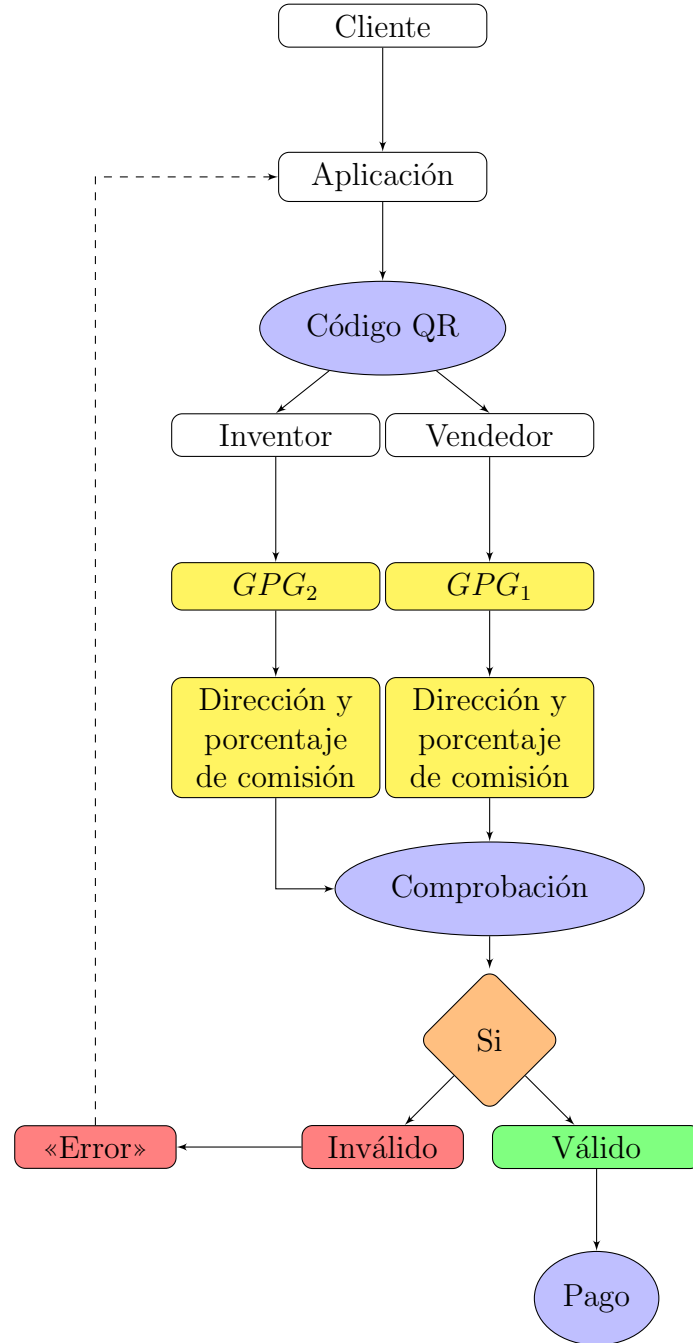 Cliente
Aplicación
Código QR
Inventor
Vendedor
GPG₂
GPG₁
Dirección y
porcentaje
de comisión
Dirección y
porcentaje
de comisión
Comprobación
Si
«Error»
Inválido
Válido
Pago